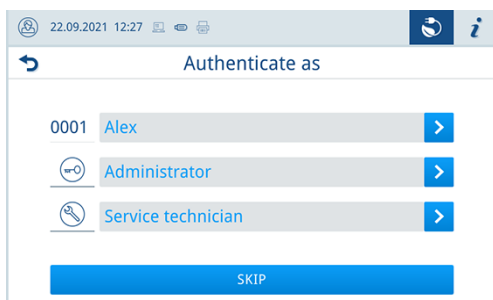 22.09.2021 12:27
i
Authenticate as
0001 Alex
Administrator
Service technician
SKIP